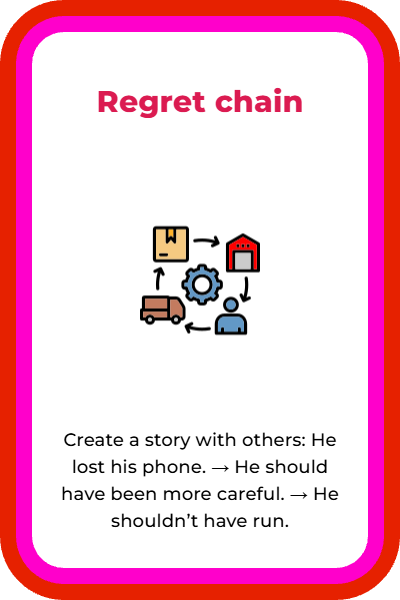 Regret chain
Create a story with others: He
lost his phone. → He should
have been more careful. → He
shouldn’t have run.